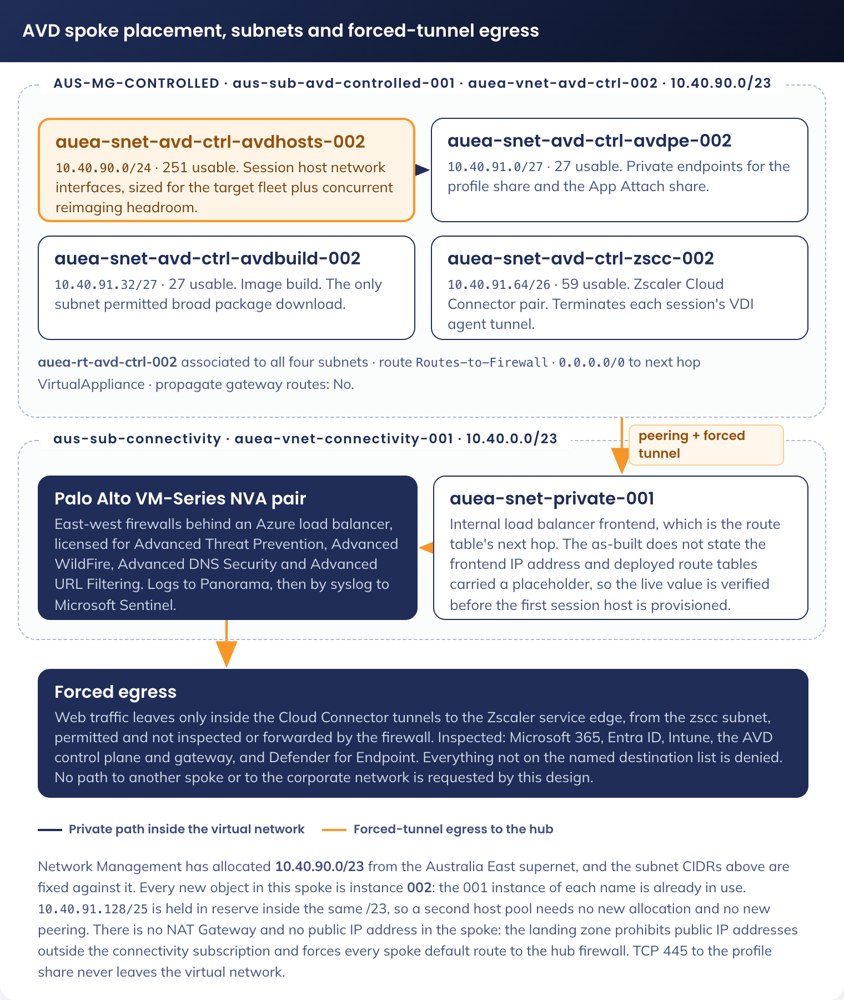 AVD spoke placement, subnets and forced-tunnel egress
AUS-MG-CONTROLLED · aus-sub-avd-controlled-001 · auea-vnet-avd-ctrl-002 · 10.40.90.0/23
auea-snet-avd-ctrl-avdhosts-002
10.40.90.0/24 · 251 usable. Session host network
interfaces, sized for the target fleet plus concurrent
reimaging headroom.
auea-snet-avd-ctrl-avdpe-002
10.40.91.0/27 · 27 usable. Private endpoints for the
profile share and the App Attach share.
auea-snet-avd-ctrl-avdbuild-002
10.40.91.32/27 · 27 usable. Image build. The only
subnet permitted broad package download.
auea-snet-avd-ctrl-zscc-002
10.40.91.64/26 · 59 usable. Zscaler Cloud
Connector pair. Terminates each session's VDI
agent tunnel.
auea-rt-avd-ctrl-002 associated to all four subnets · route Routes-to-Firewall · 0.0.0.0/0 to next hop
VirtualAppliance · propagate gateway routes: No.
peering + forced
tunnel
aus-sub-connectivity · auea-vnet-connectivity-001 · 10.40.0.0/23
Palo Alto VM-Series NVA pair
East-west firewalls behind an Azure load balancer,
licensed for Advanced Threat Prevention, Advanced
WildFire, Advanced DNS Security and Advanced
URL Filtering. Logs to Panorama, then by syslog to
Microsoft Sentinel.
auea-snet-private-001
Internal load balancer frontend, which is the route
table's next hop. The as-built does not state the
frontend IP address and deployed route tables
carried a placeholder, so the live value is verified
before the first session host is provisioned.
Forced egress
Web traffic leaves only inside the Cloud Connector tunnels to the Zscaler service edge, from the zscc subnet,
permitted and not inspected or forwarded by the firewall. Inspected: Microsoft 365, Entra ID, Intune, the AVD
control plane and gateway, and Defender for Endpoint. Everything not on the named destination list is denied.
No path to another spoke or to the corporate network is requested by this design.
Private path inside the virtual network
Forced-tunnel egress to the hub
Network Management has allocated 10.40.90.0/23 from the Australia East supernet, and the subnet CIDRs above are
fixed against it. Every new object in this spoke is instance 002: the 001 instance of each name is already in use.
10.40.91.128/25 is held in reserve inside the same /23, so a second host pool needs no new allocation and no new
peering. There is no NAT Gateway and no public IP address in the spoke: the landing zone prohibits public IP addresses
outside the connectivity subscription and forces every spoke default route to the hub firewall. TCP 445 to the profile
share never leaves the virtual network.